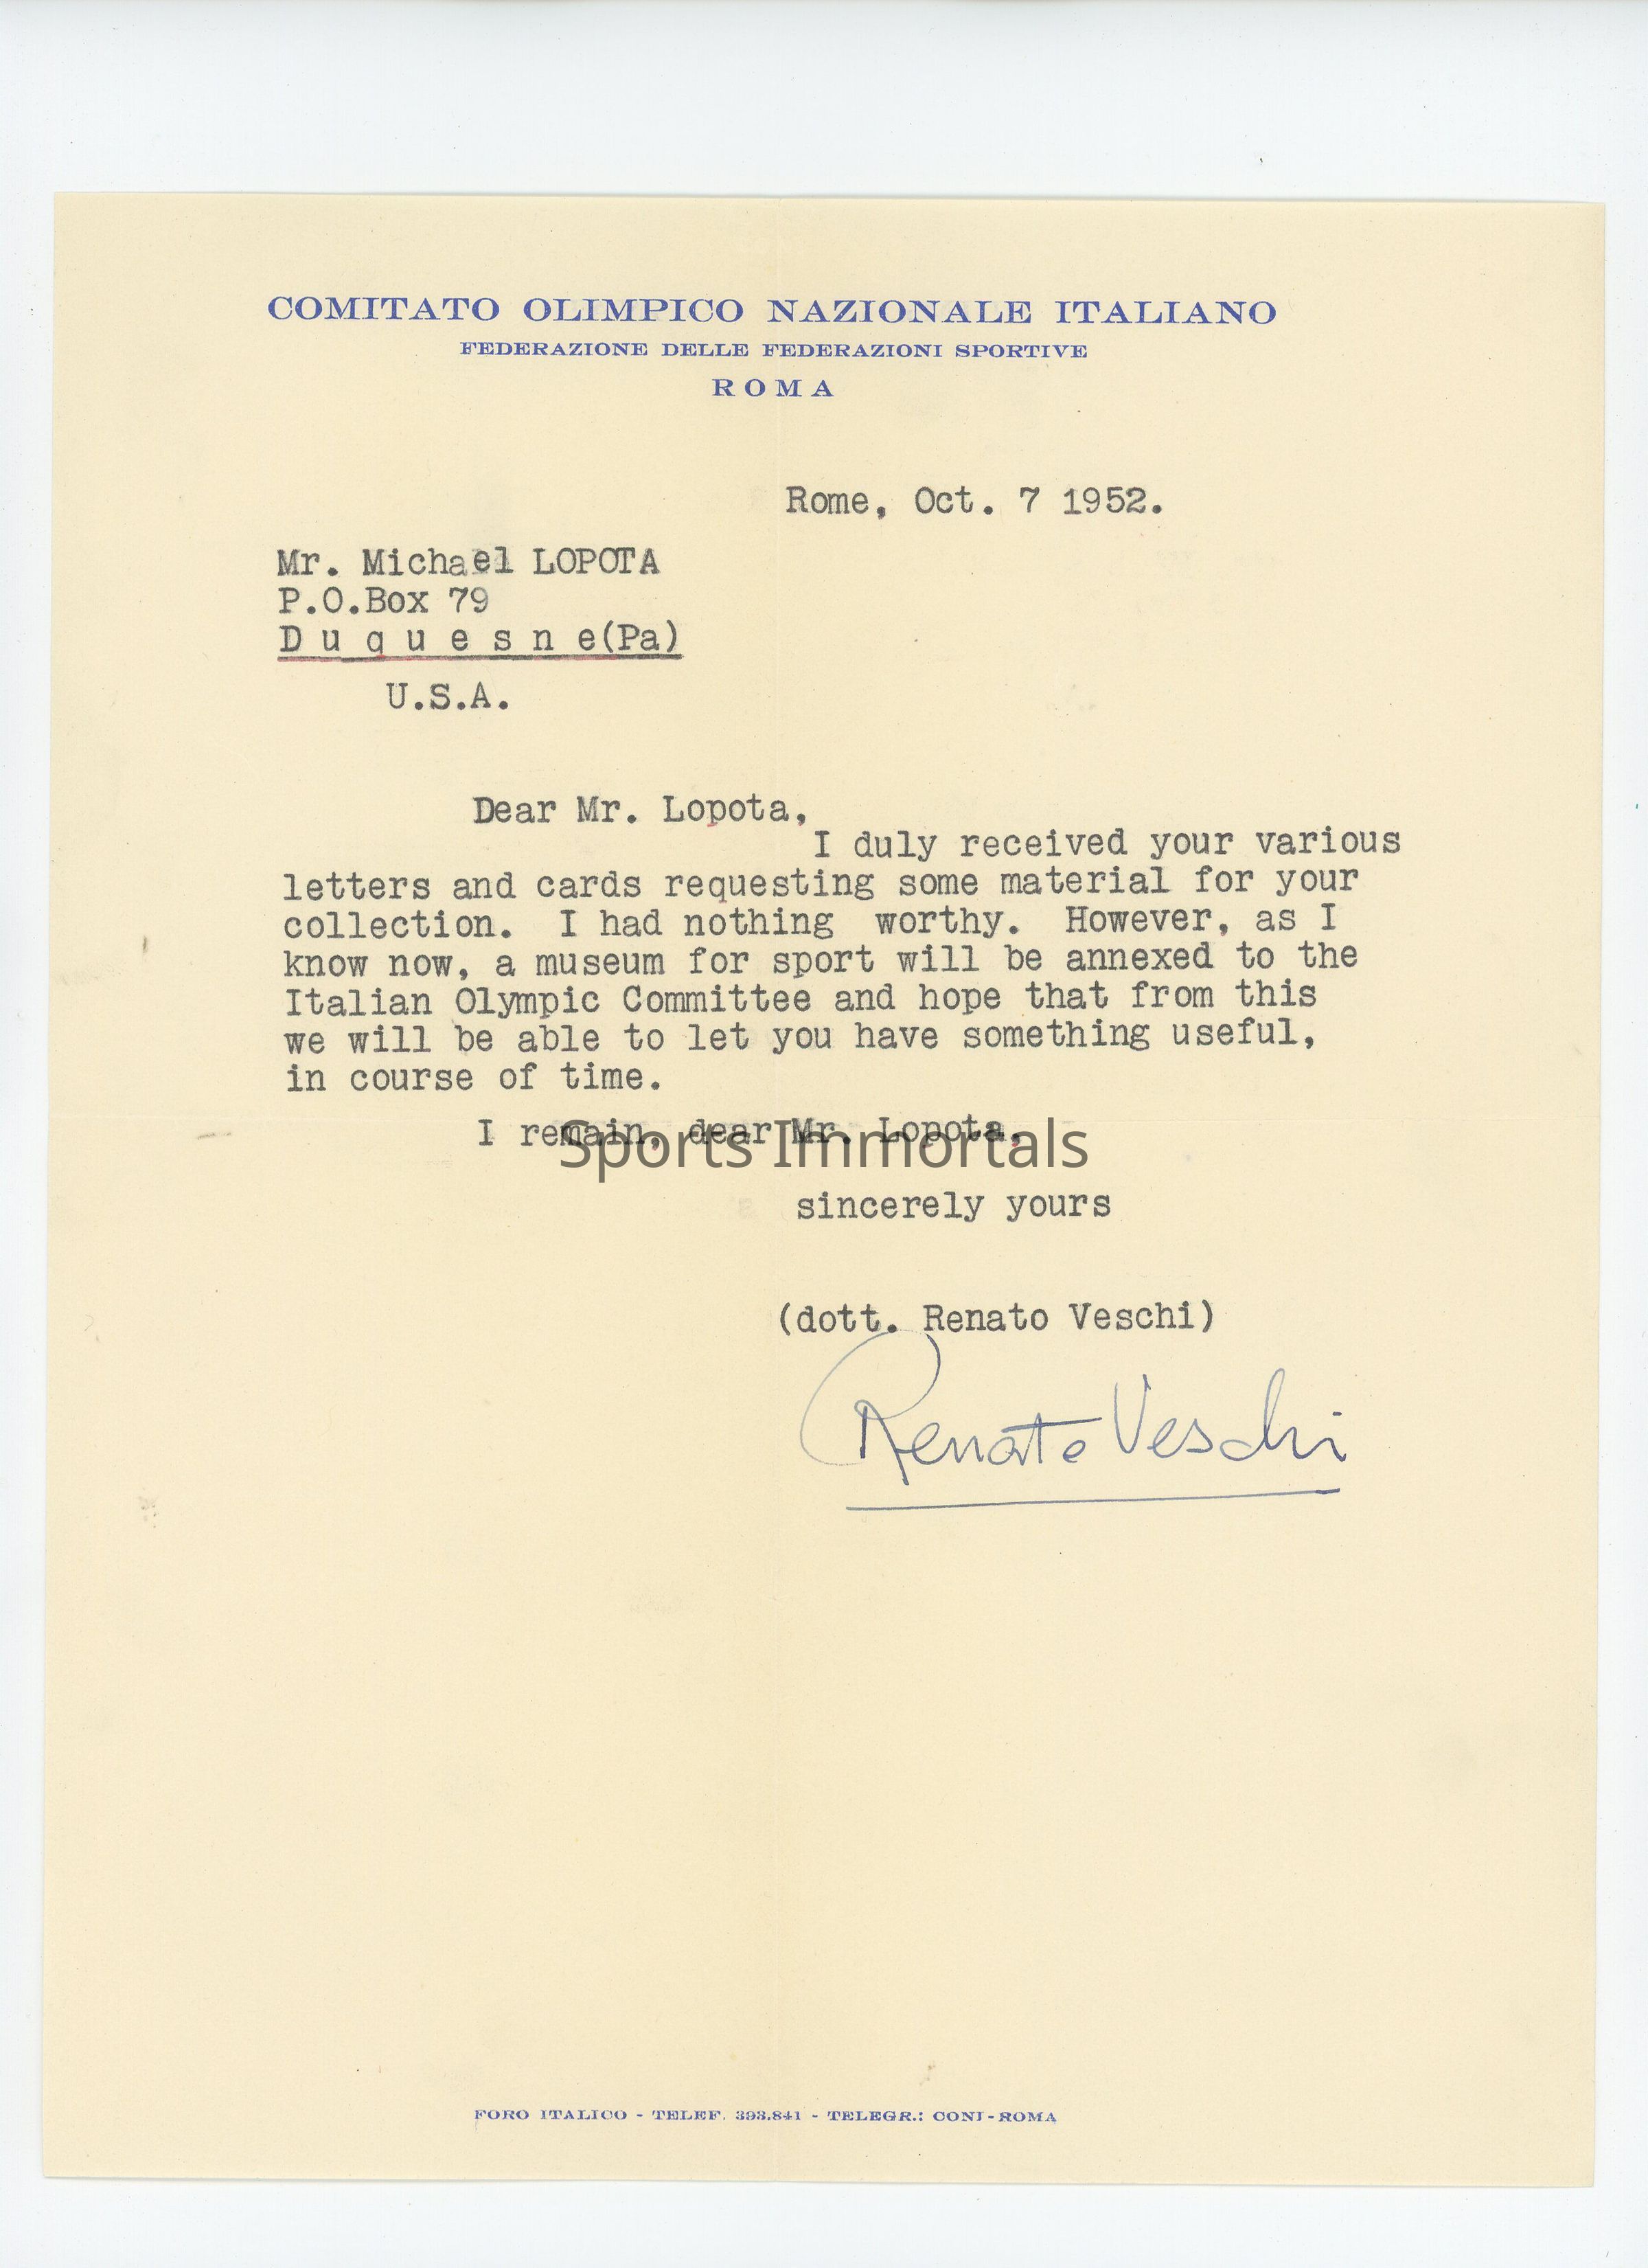 COMITATO OLIMPICO NAZIONALE ITALIANO
FEDERAZIONE DELLE FEDERAZIONI SPORTIVE
ROMA
Rome, Oct. 7 1952.
Mr. Michael LOPOTA
P.O.Box 79
D u q u e s n e(Pa)
U.S.A.
Dear Mr. Lopota,
I duly received your various
letters and cards requesting some material for your
collection. I had nothing worthy. However, as I
know now, a museum for sport will be annexed to the
Italian Olympic Committee and hope that from this
we will be able to let you have something useful,
in course of time.
I remain, dear Mr. Lopota,
Sports Immortals
sincerely yours
(dott. Renato Veschi)
Renato Veschi
FORO ITALICO - TELEF. 393.841 - TELEGR.: CONI-ROMA